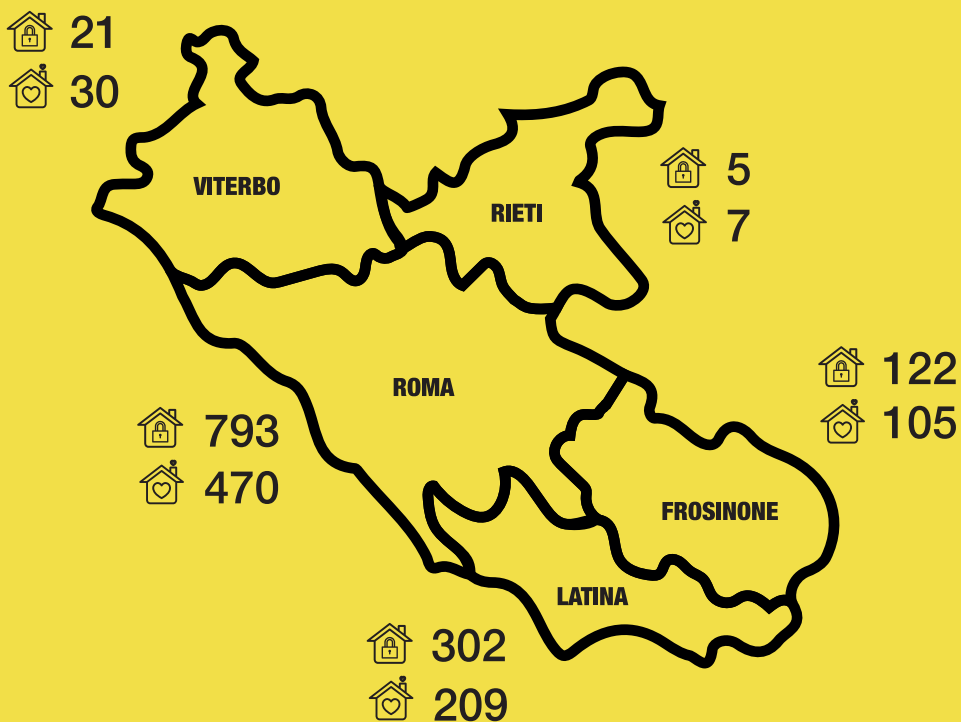 21
30
VITERBO
5
RIETI
7
ROMA
122
105
793
470
FROSINONE
LATINA
302
209